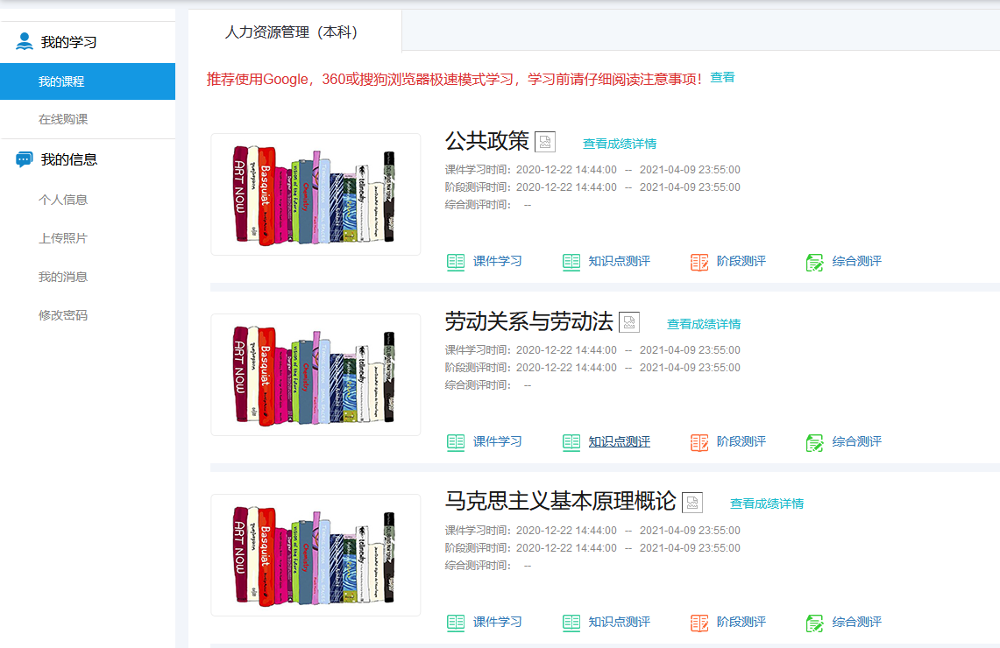 我的学习
我的课程
在线购课
我的信息
个人信息
上传照片
我的消息
修改密码
人力资源管理（本科）
推荐使用Google，360或搜狗浏览器极速模式学习，学习前请仔细阅读注意事项！ 查看
公共政策 查看成绩详情
课件学习时间：2020-12-22 14:44:00 -- 2021-04-09 23:55:00
阶段测评时间：2020-12-22 14:44:00 -- 2021-04-09 23:55:00
综合测评时间： --
课件学习 知识点测评 阶段测评 综合测评
ART NOW
Basquiat
vision of the future
Chemistry
劳动关系与劳动法 查看成绩详情
课件学习时间：2020-12-22 14:44:00 -- 2021-04-09 23:55:00
阶段测评时间：2020-12-22 14:44:00 -- 2021-04-09 23:55:00
综合测评时间： --
课件学习 知识点测评 阶段测评 综合测评
ART NOW
Basquiat
vision of the future
Chemistry
马克思主义基本原理概论 查看成绩详情
课件学习时间：2020-12-22 14:44:00 -- 2021-04-09 23:55:00
阶段测评时间：2020-12-22 14:44:00 -- 2021-04-09 23:55:00
综合测评时间： --
课件学习 知识点测评 阶段测评 综合测评
ART NOW
Basquiat
vision of the future
Chemistry